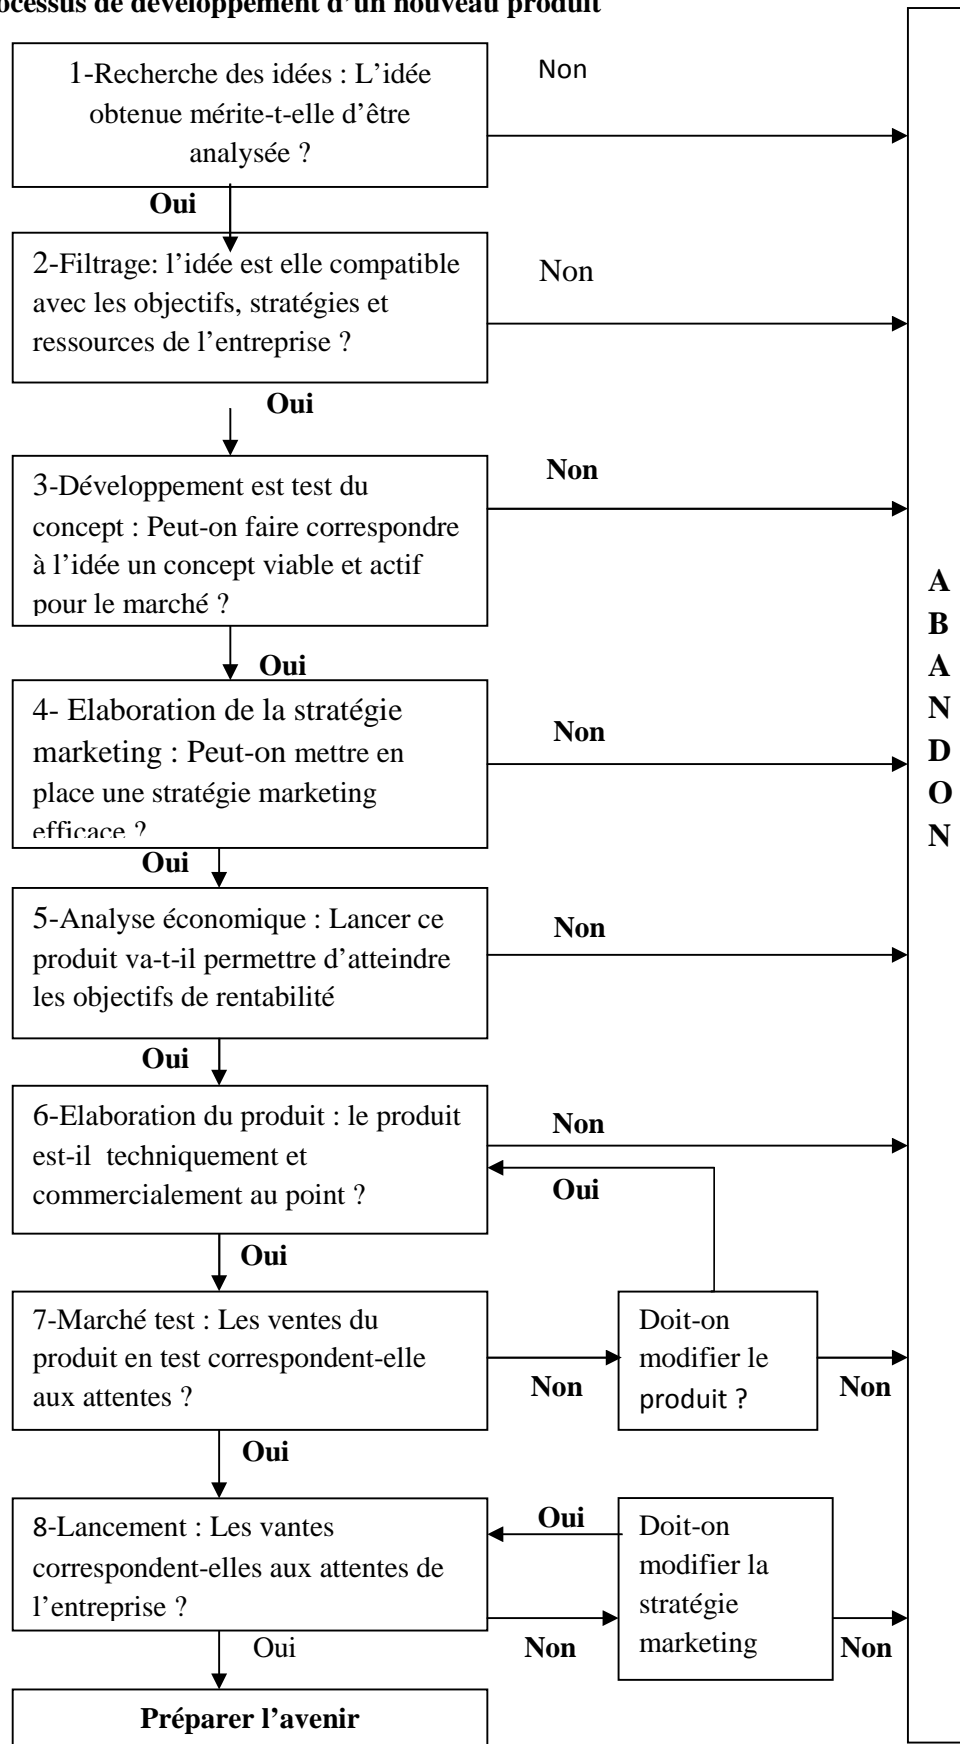 ocessus de développement d'un nouveau produit
1-Recherche des idées : L'idée
obtenue mérite-t-elle d'être
analysée ?
Non
Oui
2-Filtrage: l'idée est elle compatible
avec les objectifs, stratégies et
ressources de l'entreprise ?
Non
Oui
3-Développement est test du
concept : Peut-on faire correspondre
à l'idée un concept viable et actif
pour le marché ?
Non
Oui
4- Elaboration de la stratégie
marketing : Peut-on mettre en
place une stratégie marketing
efficace ?
Non
Oui
5-Analyse économique : Lancer ce
produit va-t-il permettre d'atteindre
les objectifs de rentabilité
Non
Oui
6-Elaboration du produit : le produit
est-il techniquement et
commercialement au point ?
Non
Oui
Oui
7-Marché test : Les ventes du
produit en test correspondent-elle
aux attentes ?
Non
Doit-on
modifier le
produit ?
Non
Oui
8-Lancement : Les vantes
correspondent-elles aux attentes de
l'entreprise ?
Oui
Non
Doit-on
modifier la
stratégie
marketing
Non
Oui
Préparer l'avenir
A
B
A
N
D
O
N